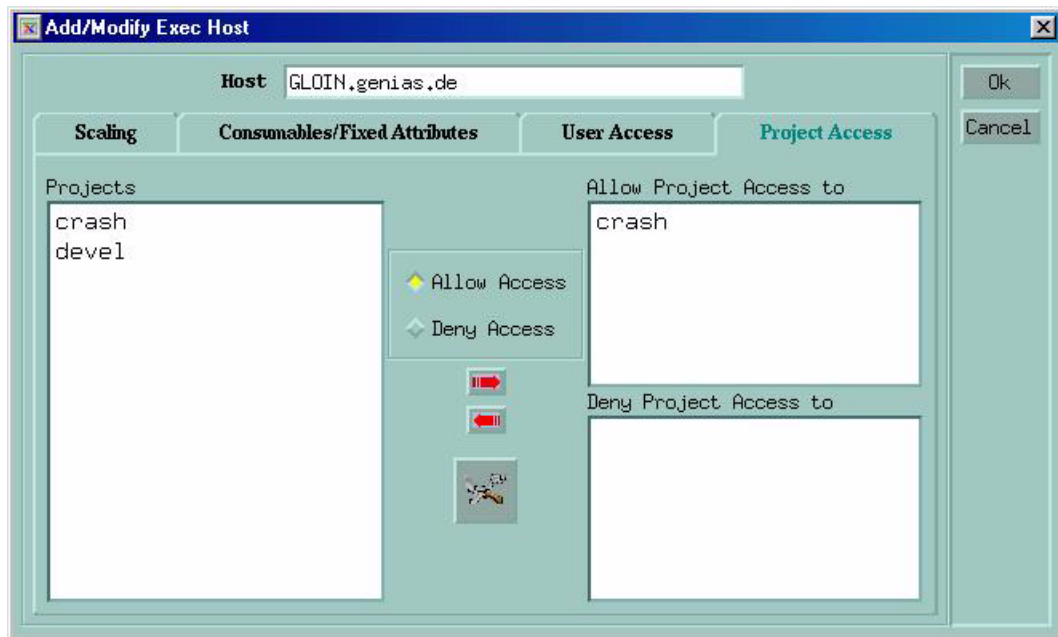 Add/Modify Exec Host
Host GLOIN.genias.de
Ok
Cancel
Scaling Consumables/Fixed Attributes User Access Project Access
Projects
crash
devel
Allow Access
Deny Access
Allow Project Access to
crash
Deny Project Access to